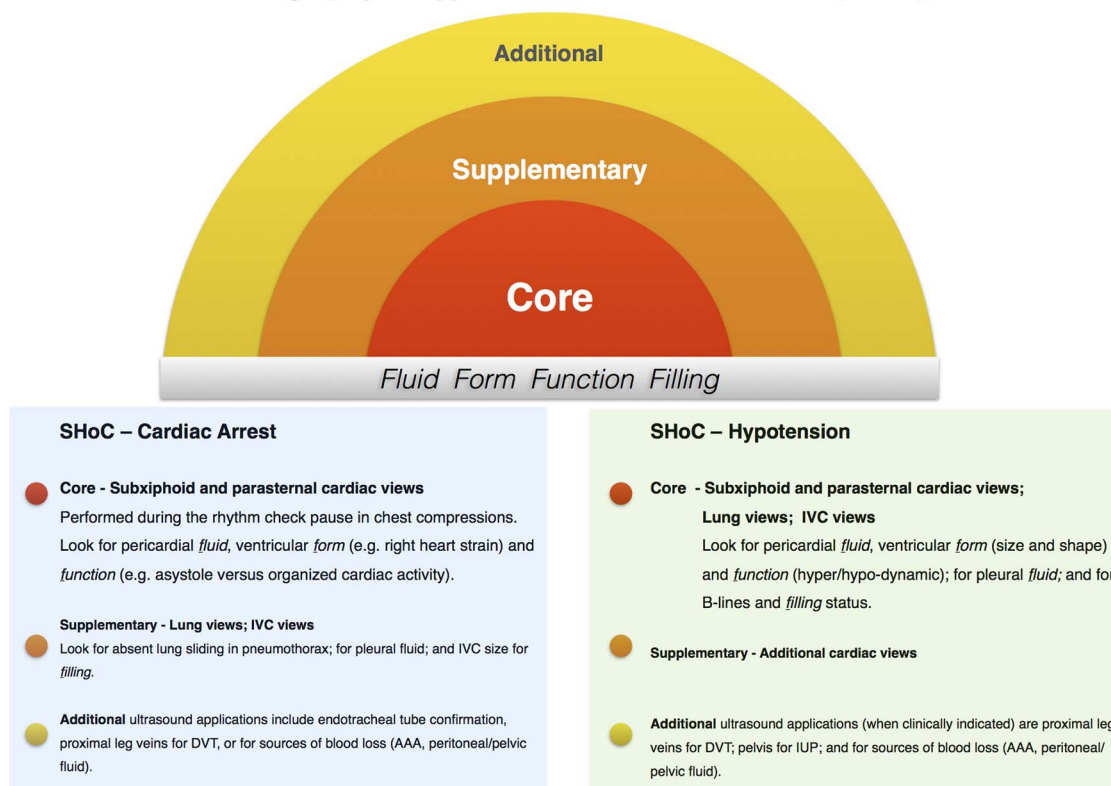 Additional
Supplementary
Core
Fluid Form Function Filling
SHoC – Cardiac Arrest
Core - Subxiphoid and parasternal cardiac views
Performed during the rhythm check pause in chest compressions.
Look for pericardial fluid, ventricular form (e.g. right heart strain) and
function (e.g. asystole versus organized cardiac activity).
Supplementary - Lung views; IVC views
Look for absent lung sliding in pneumothorax; for pleural fluid; and IVC size for
filling.
Additional ultrasound applications include endotracheal tube confirmation,
proximal leg veins for DVT, or for sources of blood loss (AAA, peritoneal/pelvic
fluid).
SHoC – Hypotension
Core - Subxiphoid and parasternal cardiac views;
Lung views; IVC views
Look for pericardial fluid, ventricular form (size and shape)
and function (hyper/hypo-dynamic); for pleural fluid; and for
B-lines and filling status.
Supplementary - Additional cardiac views
Additional ultrasound applications (when clinically indicated) are proximal leg
veins for DVT; pelvis for IUP; and for sources of blood loss (AAA, peritoneal/
pelvic fluid).